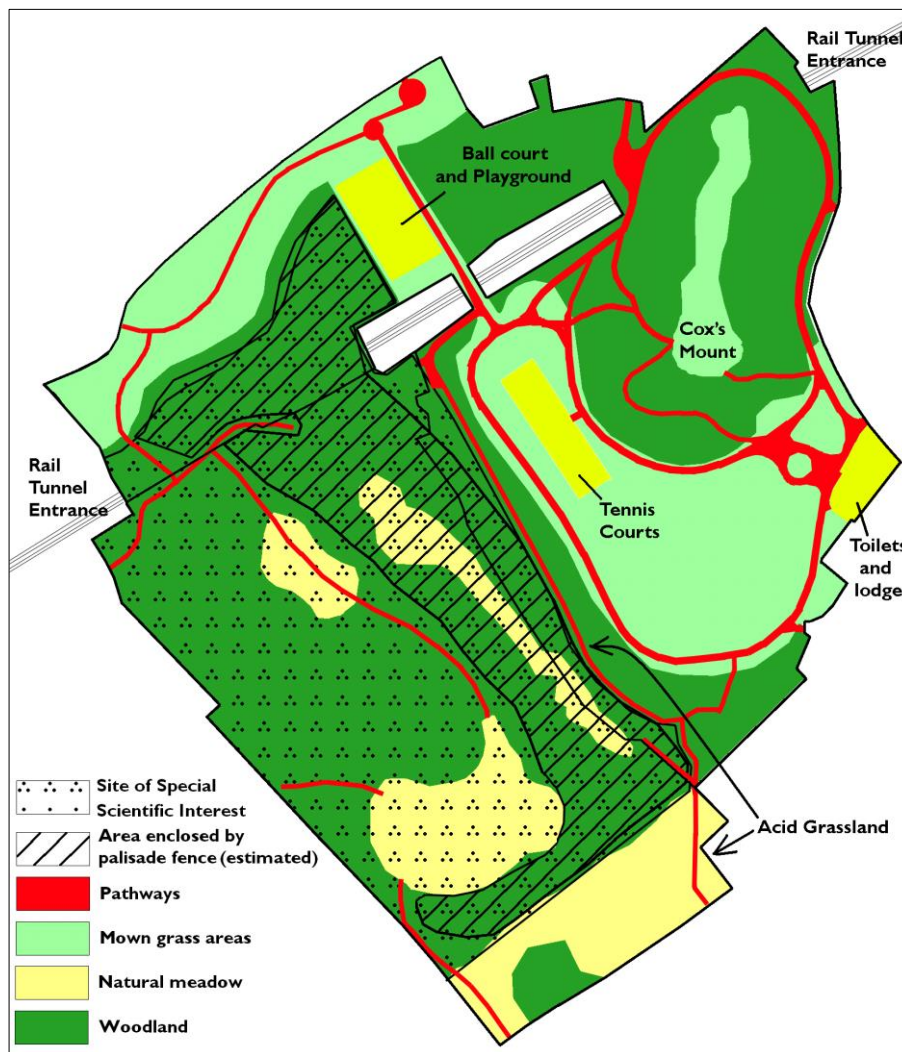 Rail Tunnel
Entrance
Ball court
and Playground
Cox's
Mount
Rail
Tunnel
Entrance
Tennis
Courts
Toilets
and
lodge
Acid Grassland
Site of Special
Scientific Interest
Area enclosed by
palisade fence (estimated)
Pathways
Mown grass areas
Natural meadow
Woodland